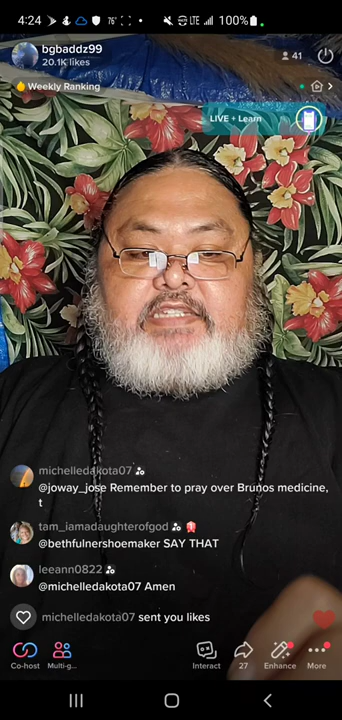 4:24
76°
LTE
100%
bgbaddz99
20.1K likes
41
Weekly Ranking
LIVE + Learn
michelledakota07
@joway_jose Remember to pray over Brunos medicine,
t
tam_iamadaughterofgod
@bethfulnershoemaker SAY THAT
leeann0822
@michelledakota07 Amen
michelledakota07 sent you likes
Co-host
Multi-g...
Interact
27
Enhance
More